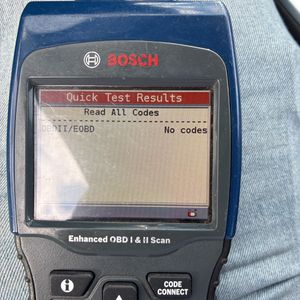 BOSCH
Quick Test Results
Read All Codes
OBDII/EOBD No codes
Enhanced OBD I & II Scan
i
CODE
CONNECT